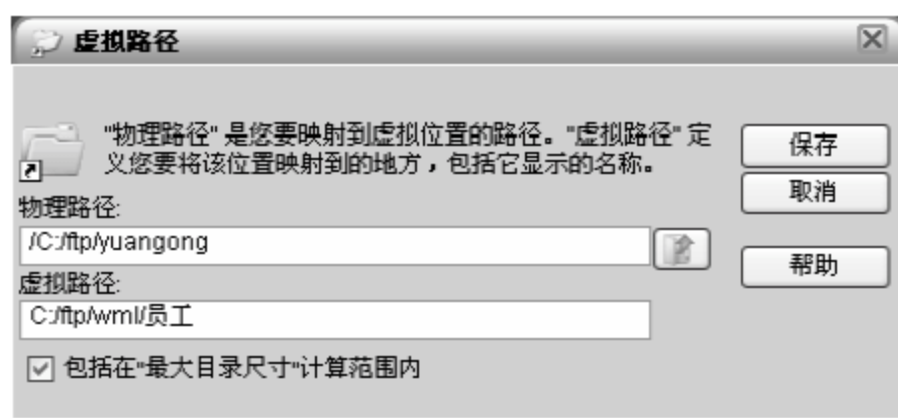 虚拟路径
"物理路径" 是您要映射到虚拟位置的路径。"虚拟路径" 定
义您要将该位置映射到的地方，包括它显示的名称。
保存
取消
物理路径:
/C:/ftp/yuangong
帮助
虚拟路径:
C:/ftp/wml/员工
包括在"最大目录尺寸"计算范围内